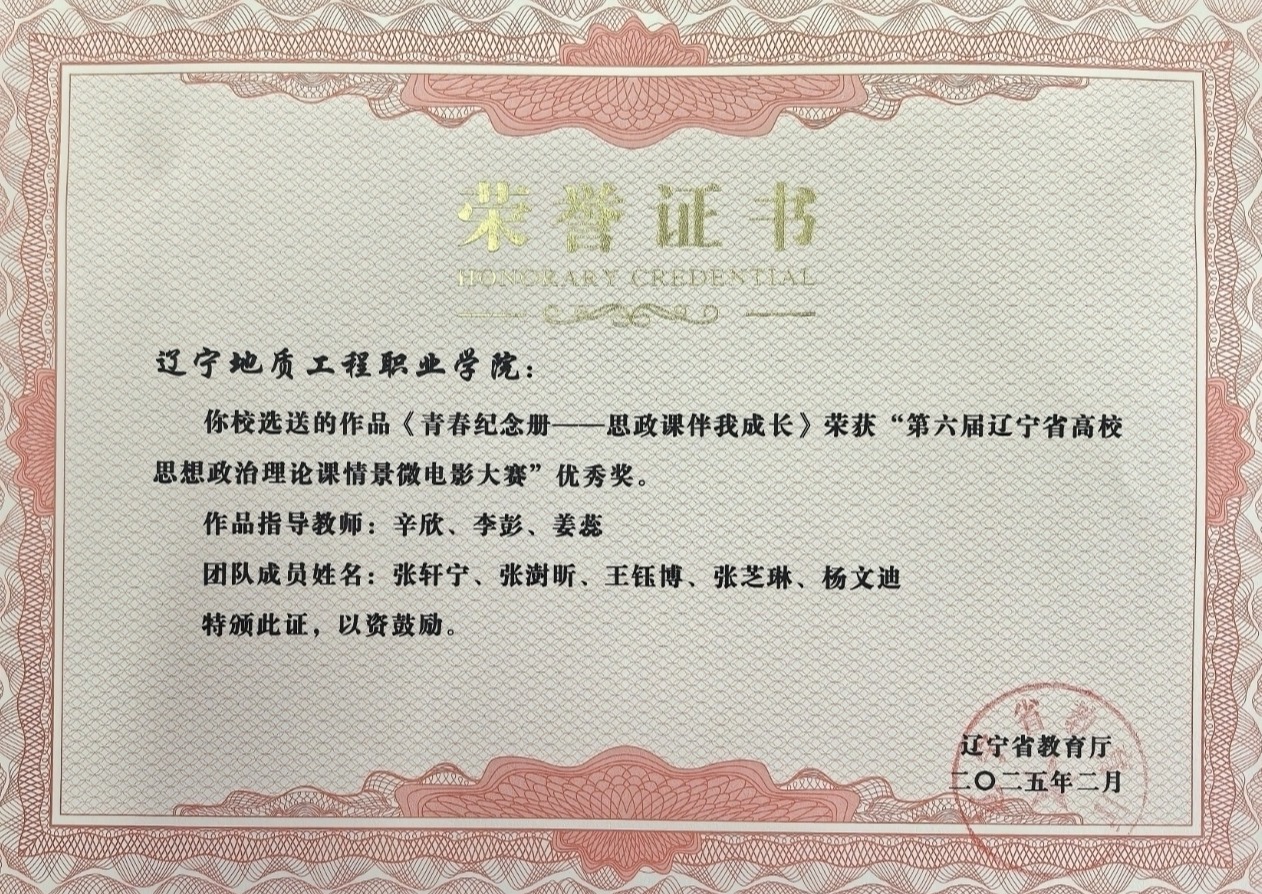 荣誉证书
HONORARY CREDENTIAL
辽宁地质工程职业学院：
你校选送的作品《青春纪念册——思政课伴我成长》荣获“第六届辽宁省高校
思想政治理论课情景微电影大赛”优秀奖。
作品指导教师：辛欣、李彭、姜蕊
团队成员姓名：张轩宁、张澍昕、王钰博、张芝琳、杨文迪
特颁此证，以资鼓励。
省教
辽宁省教育厅
二〇二五年二月